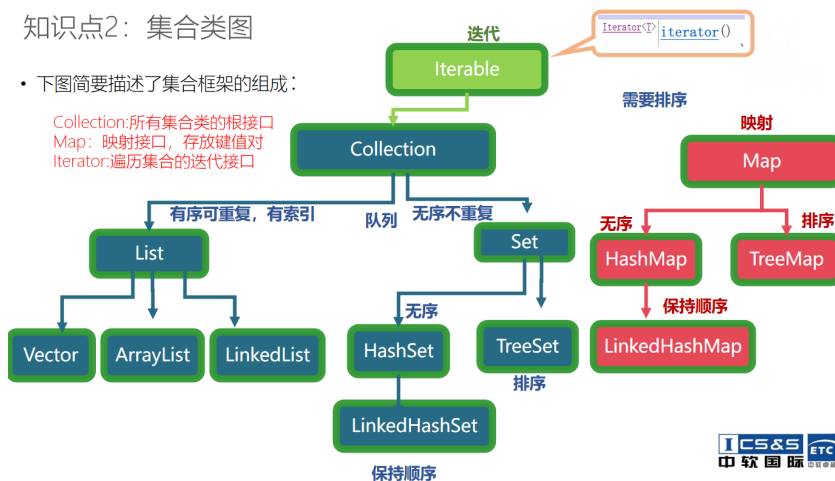 知识点2：集合类图
迭代
Iterator<T> iterator()
Iterable
• 下图简要描述了集合框架的组成：
需要排序
Collection:所有集合类的根接口
Map：映射接口，存放键值对
Iterator:遍历集合的迭代接口
映射
Collection
Map
有序可重复，有索引
队列
无序不重复
无序
排序
List
Set
HashMap
TreeMap
无序
保持顺序
Vector
ArrayList
LinkedList
HashSet
TreeSet
LinkedHashMap
排序
LinkedHashSet
保持顺序
ICS&S
ETC
中软国际